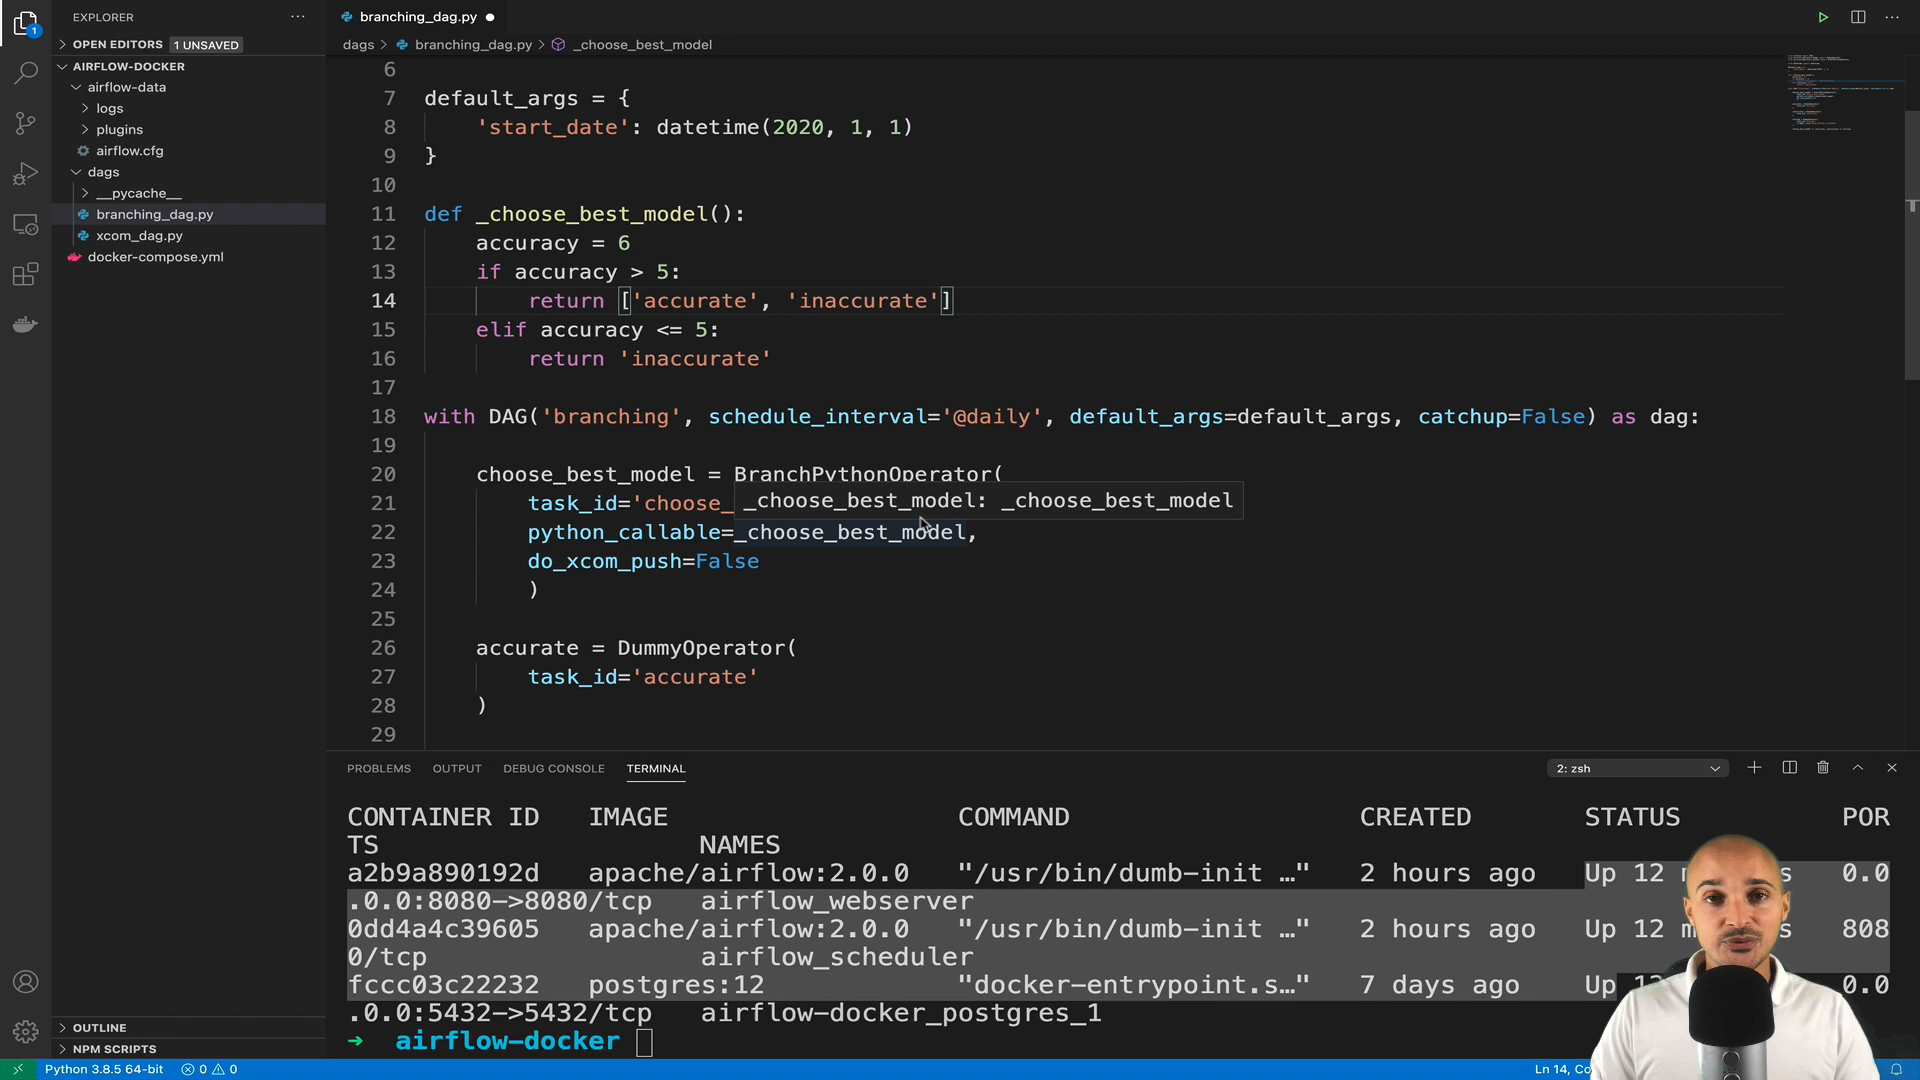 EXPLORER
OPEN EDITORS 1 UNSAVED
AIRFLOW-DOCKER
airflow-data
logs
plugins
airflow.cfg
dags
__pycache__
branching_dag.py
xcom_dag.py
docker-compose.yml
OUTLINE
NPM SCRIPTS
1
branching_dag.py
dags > branching_dag.py > _choose_best_model
6
7 default_args = {
8 'start_date': datetime(2020, 1, 1)
9 }
10
11 def _choose_best_model():
12 accuracy = 6
13 if accuracy > 5:
14 return ['accurate', 'inaccurate']
15 elif accuracy <= 5:
16 return 'inaccurate'
17
18 with DAG('branching', schedule_interval='@daily', default_args=default_args, catchup=False) as dag:
19
20 choose_best_model = BranchPythonOperator(
21 task_id='choose_
_choose_best_model: _choose_best_model
22 python_callable=_choose_best_model,
23 do_xcom_push=False
24 )
25
26 accurate = DummyOperator(
27 task_id='accurate'
28 )
29
PROBLEMS OUTPUT DEBUG CONSOLE TERMINAL 2: zsh
CONTAINER ID IMAGE COMMAND CREATED STATUS POR
TS NAMES
a2b9a890192d apache/airflow:2.0.0 "/usr/bin/dumb-init …" 2 hours ago Up 12 m s 0.0
.0.0:8080->8080/tcp airflow_webserver
0dd4a4c39605 apache/airflow:2.0.0 "/usr/bin/dumb-init …" 2 hours ago Up 12 m s 808
0/tcp airflow_scheduler
fccc03c22232 postgres:12 "docker-entrypoint.s…" 7 days ago Up 0.0
.0.0:5432->5432/tcp airflow-docker_postgres_1
→ airflow-docker
Python 3.8.5 64-bit 0 0 Ln 14, Co